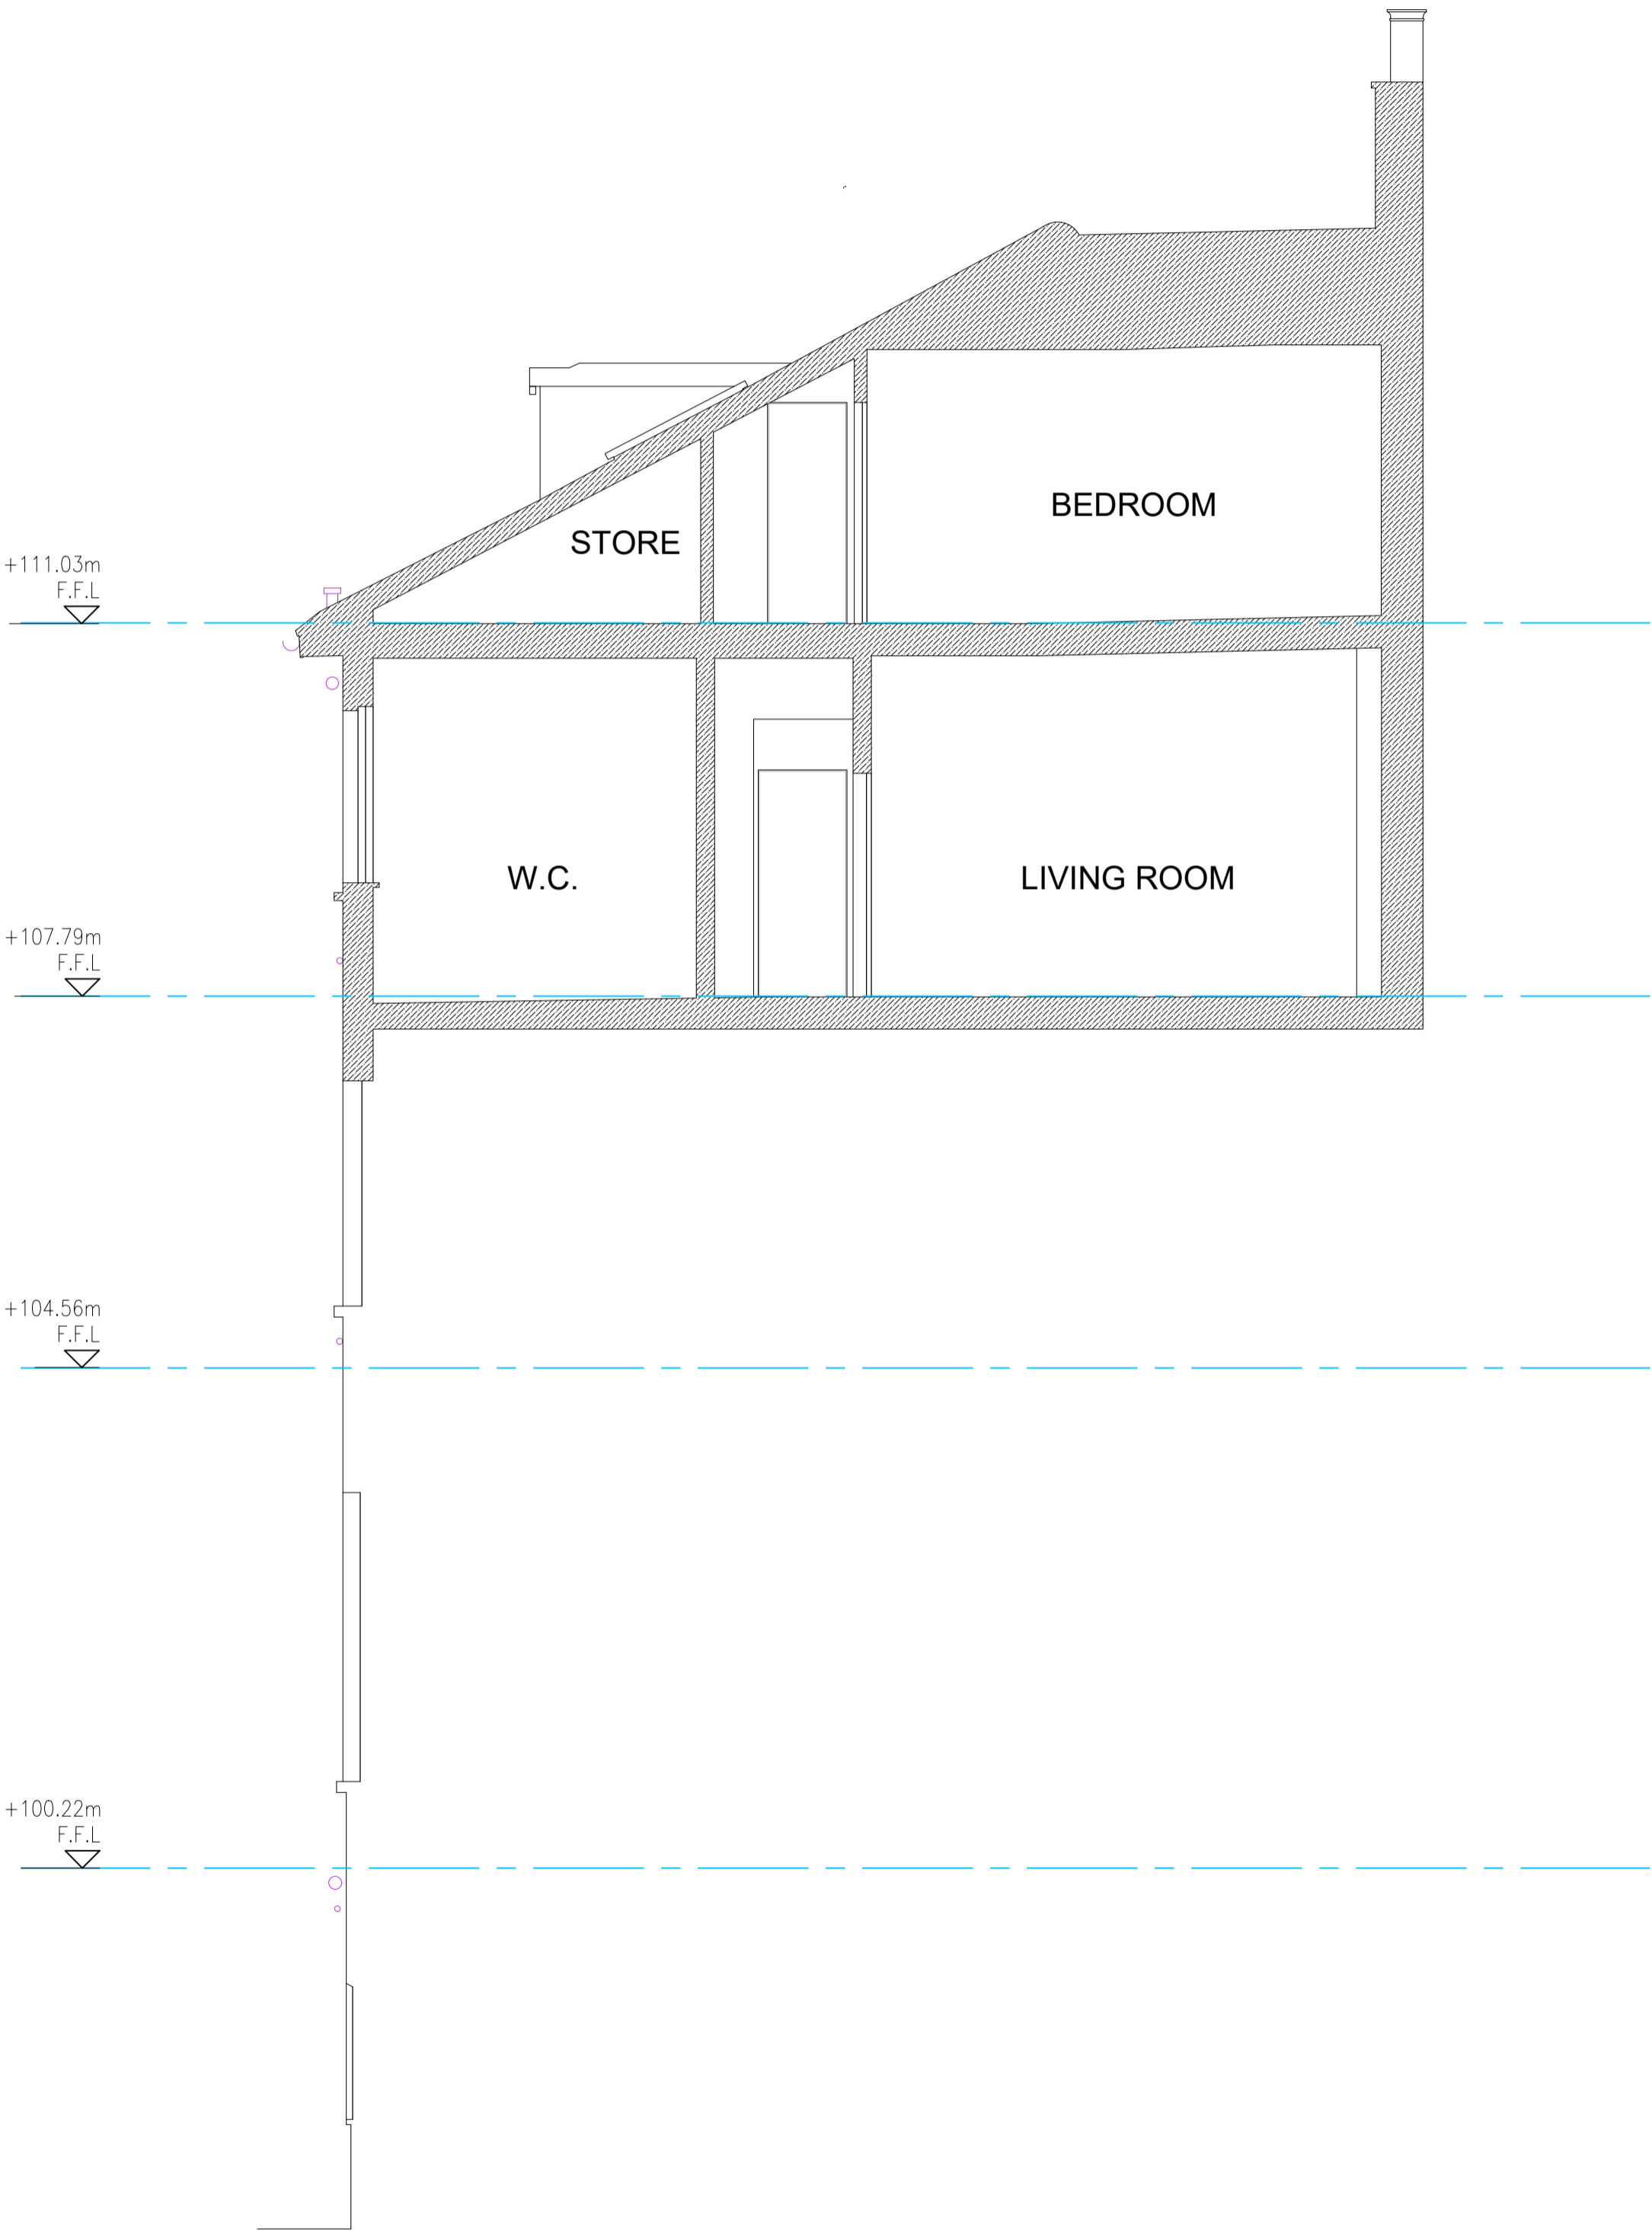 BEDROOM
STORE
+111.03m
F.F.L
W.C.
LIVING ROOM
+107.79m
F.F.L
+104.56m
F.F.L
+100.22m
F.F.L